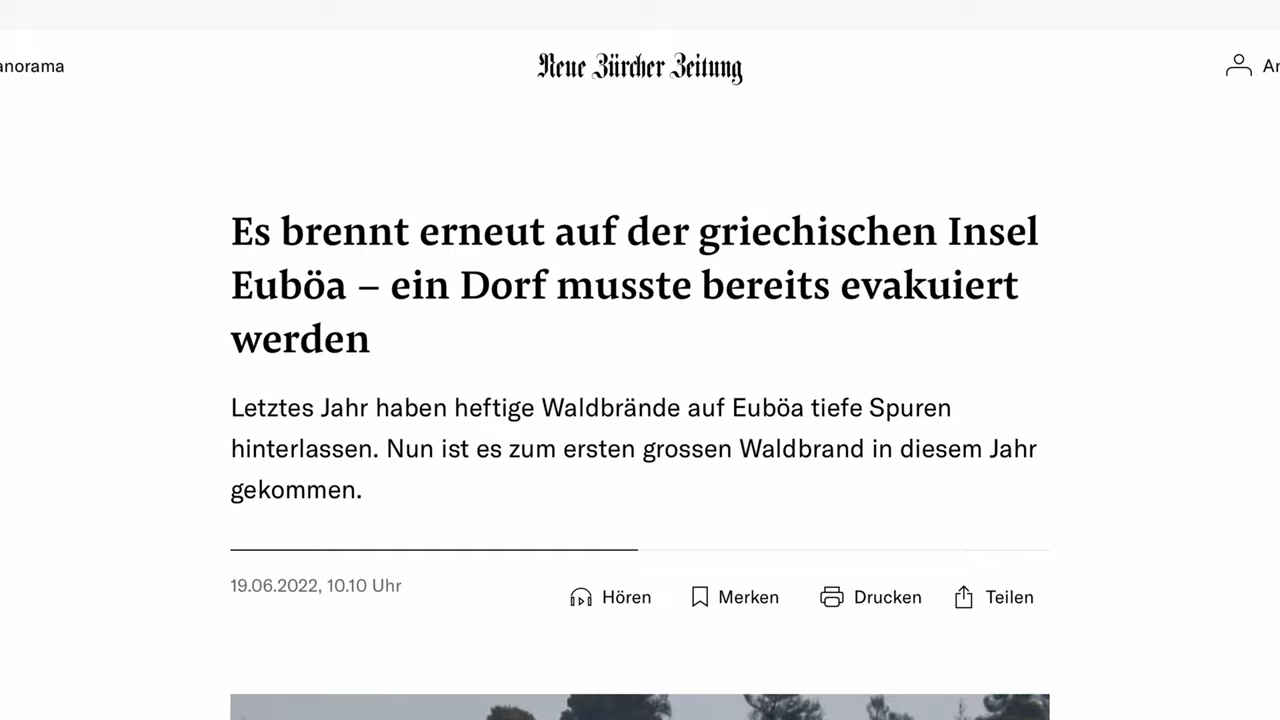 anorama
Neue Zürcher Zeitung
Es brennt erneut auf der griechischen Insel
Euböa – ein Dorf musste bereits evakuiert
werden
Letztes Jahr haben heftige Waldbrände auf Euböa tiefe Spuren
hinterlassen. Nun ist es zum ersten grossen Waldbrand in diesem Jahr
gekommen.
19.06.2022, 10.10 Uhr
Hören
Merken
Drucken
Teilen